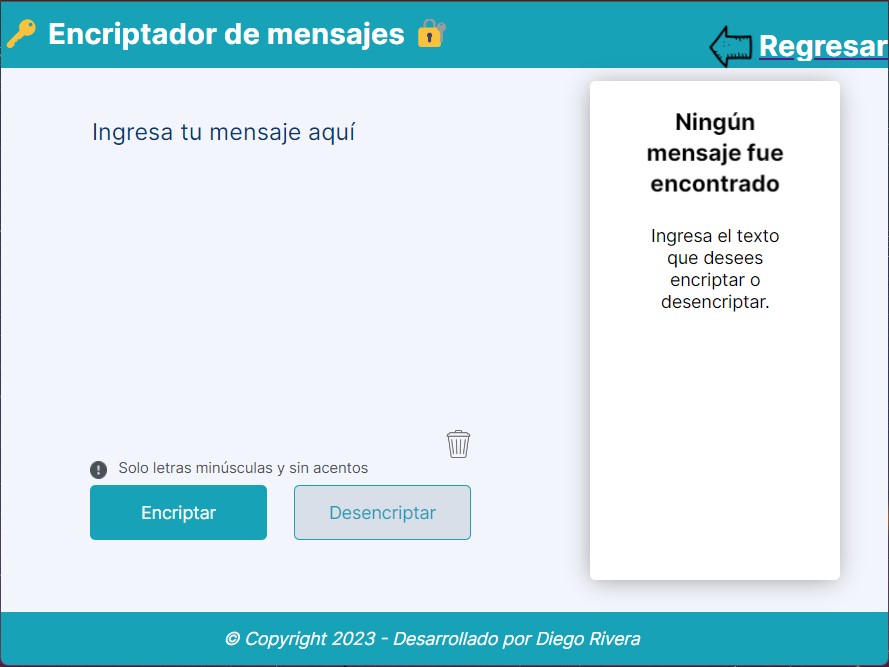 Encriptador de mensajes
Regresar
Ingresa tu mensaje aquí
Ningún
mensaje fue
encontrado
Ingresa el texto
que desees
encriptar o
desencriptar.
Solo letras minúsculas y sin acentos
Encriptar
Desencriptar
© Copyright 2023 - Desarrollado por Diego Rivera